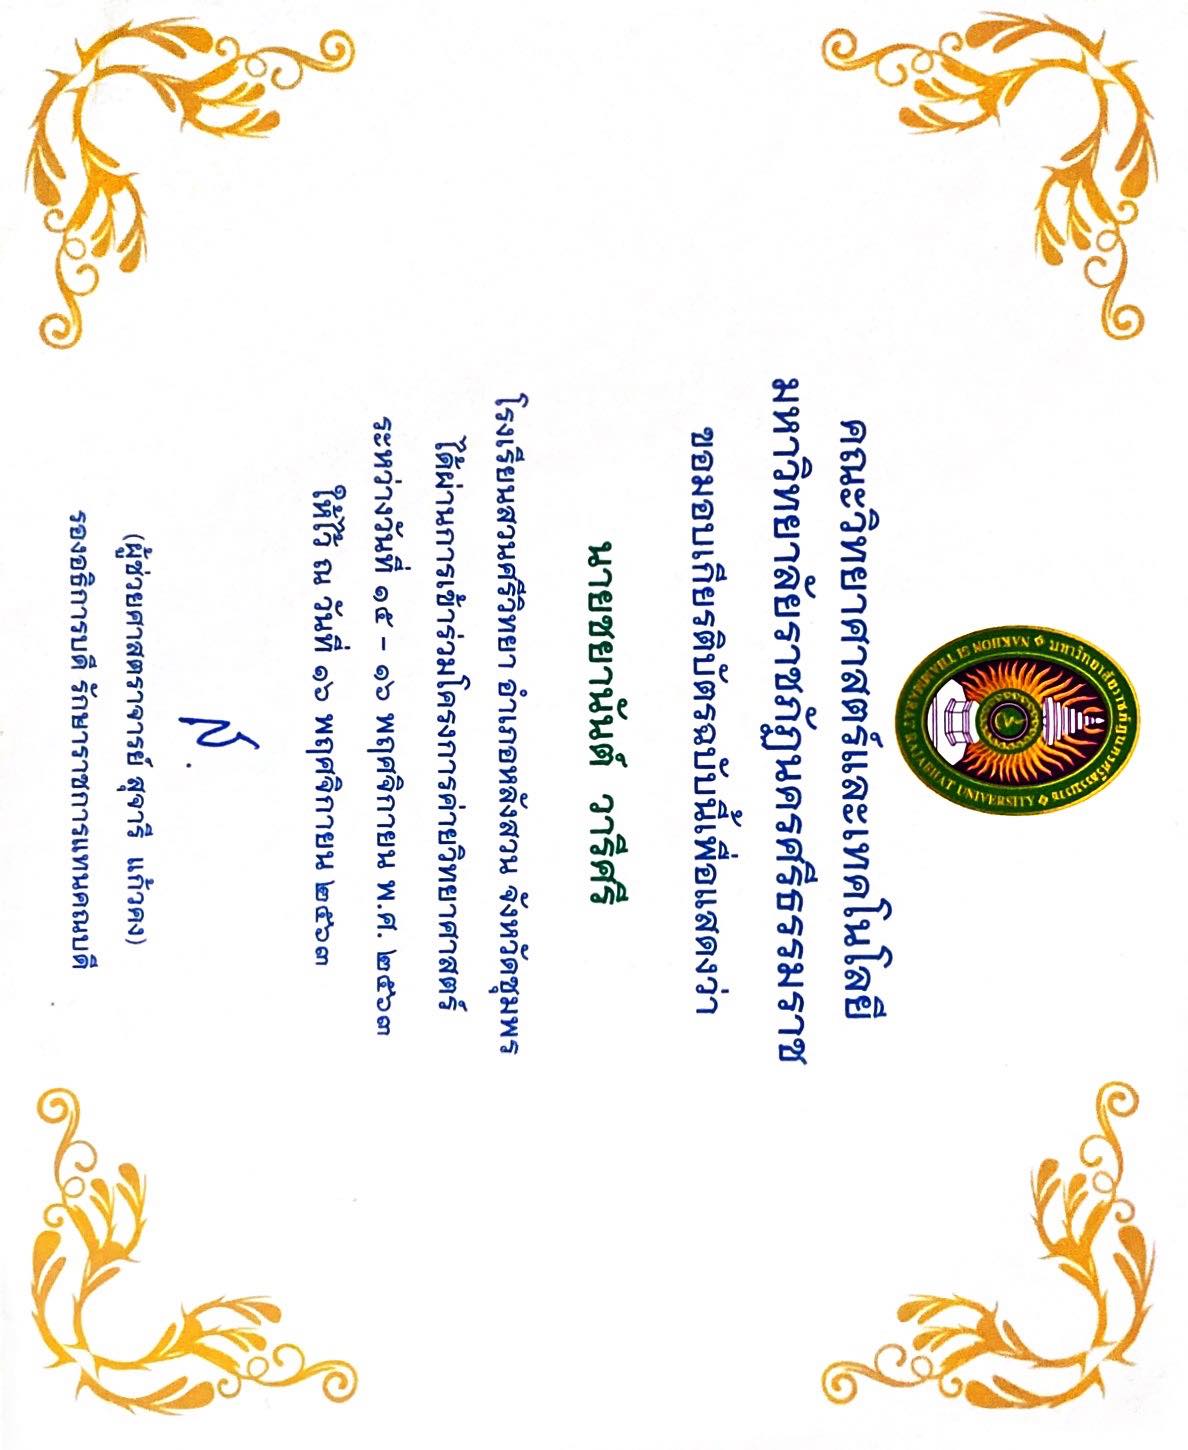 มหาวิทยาลัยราชภัฏนครศรีธรรมราช
NAKHON SI THAMMARAT RAJABHAT UNIVERSITY
คณะวิทยาศาสตร์และเทคโนโลยี
มหาวิทยาลัยราชภัฏนครศรีธรรมราช
ขอมอบเกียรติบัตรฉบับนี้เพื่อแสดงว่า
นายชยานันต์ วารีศรี
โรงเรียนสวนศรีวิทยา อำเภอหลังสวน จังหวัดชุมพร
ได้ผ่านการเข้าร่วมโครงการค่ายวิทยาศาสตร์
ระหว่างวันที่ ๑๕ - ๑๖ พฤศจิกายน พ.ศ. ๒๕๖๓
ให้ไว้ ณ วันที่ ๑๖ พฤศจิกายน ๒๕๖๓
(ผู้ช่วยศาสตราจารย์ สุจารี แก้วคง)
รองอธิการบดี รักษาราชการแทนคณบดี